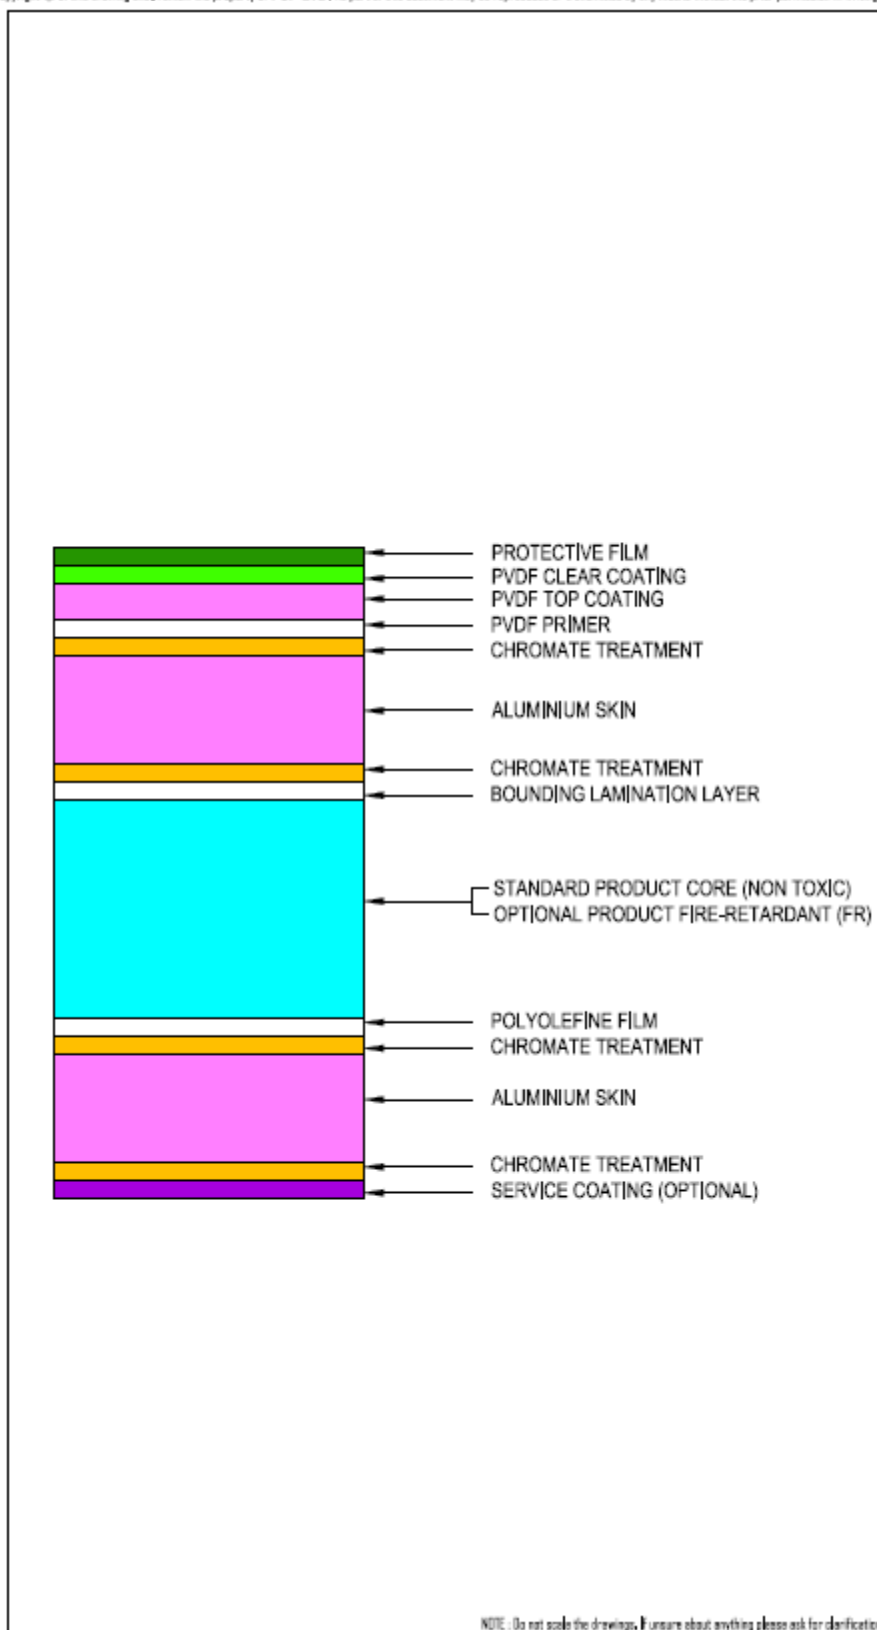 PROTECTIVE FILM
PVDF CLEAR COATING
PVDF TOP COATING
PVDF PRIMER
CHROMATE TREATMENT
ALUMINIUM SKIN
CHROMATE TREATMENT
BOUNDING LAMINATION LAYER
STANDARD PRODUCT CORE (NON TOXIC)
OPTIONAL PRODUCT FIRE-RETARDANT (FR)
POLYOLEFINE FILM
CHROMATE TREATMENT
ALUMINIUM SKIN
CHROMATE TREATMENT
SERVICE COATING (OPTIONAL)
NOTE : Do not scale the drawings, If unsure about anything please ask for clarification